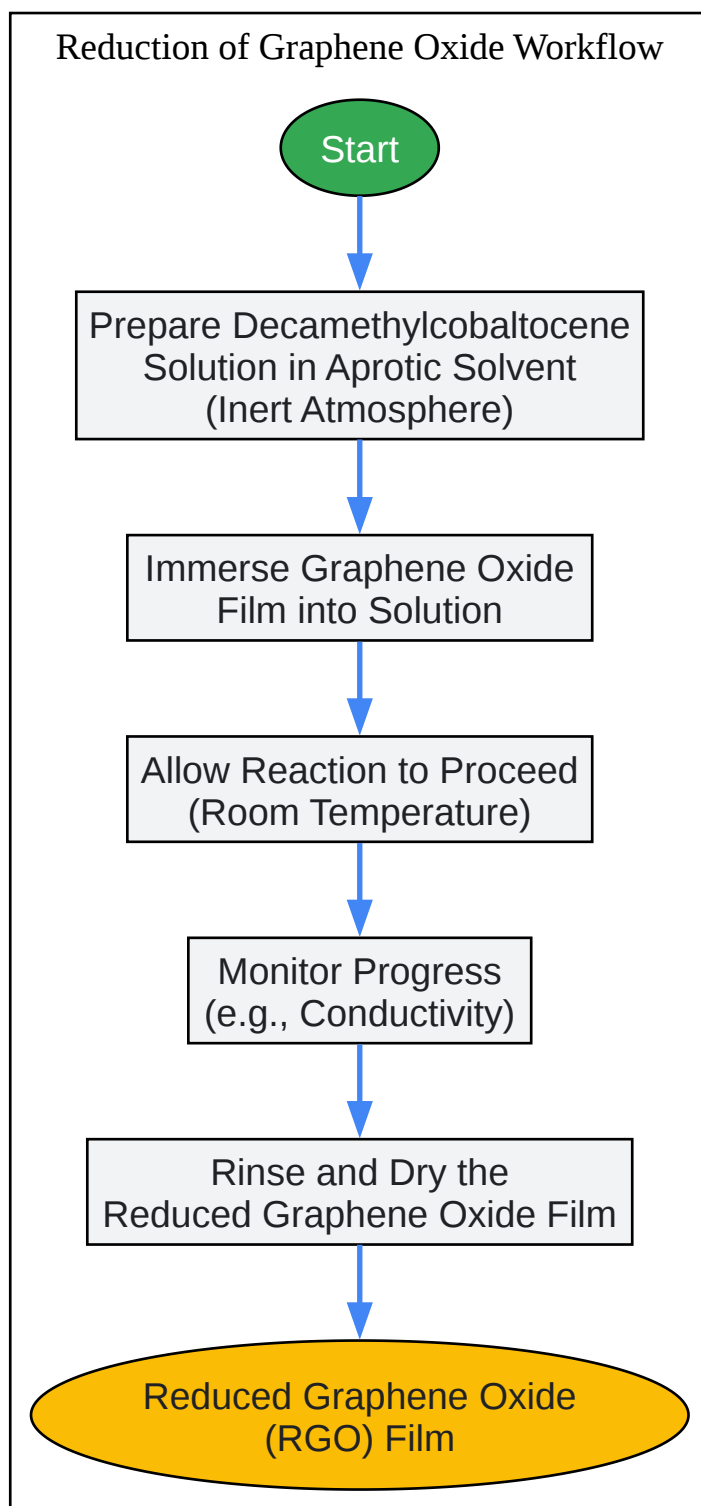 Reduction of Graphene Oxide Workflow
Start
Prepare Decamethylcobaltocene
Solution in Aprotic Solvent
(Inert Atmosphere)
Immerse Graphene Oxide
Film into Solution
Allow Reaction to Proceed
(Room Temperature)
Monitor Progress
(e.g., Conductivity)
Rinse and Dry the
Reduced Graphene Oxide Film
Reduced Graphene Oxide
(RGO) Film